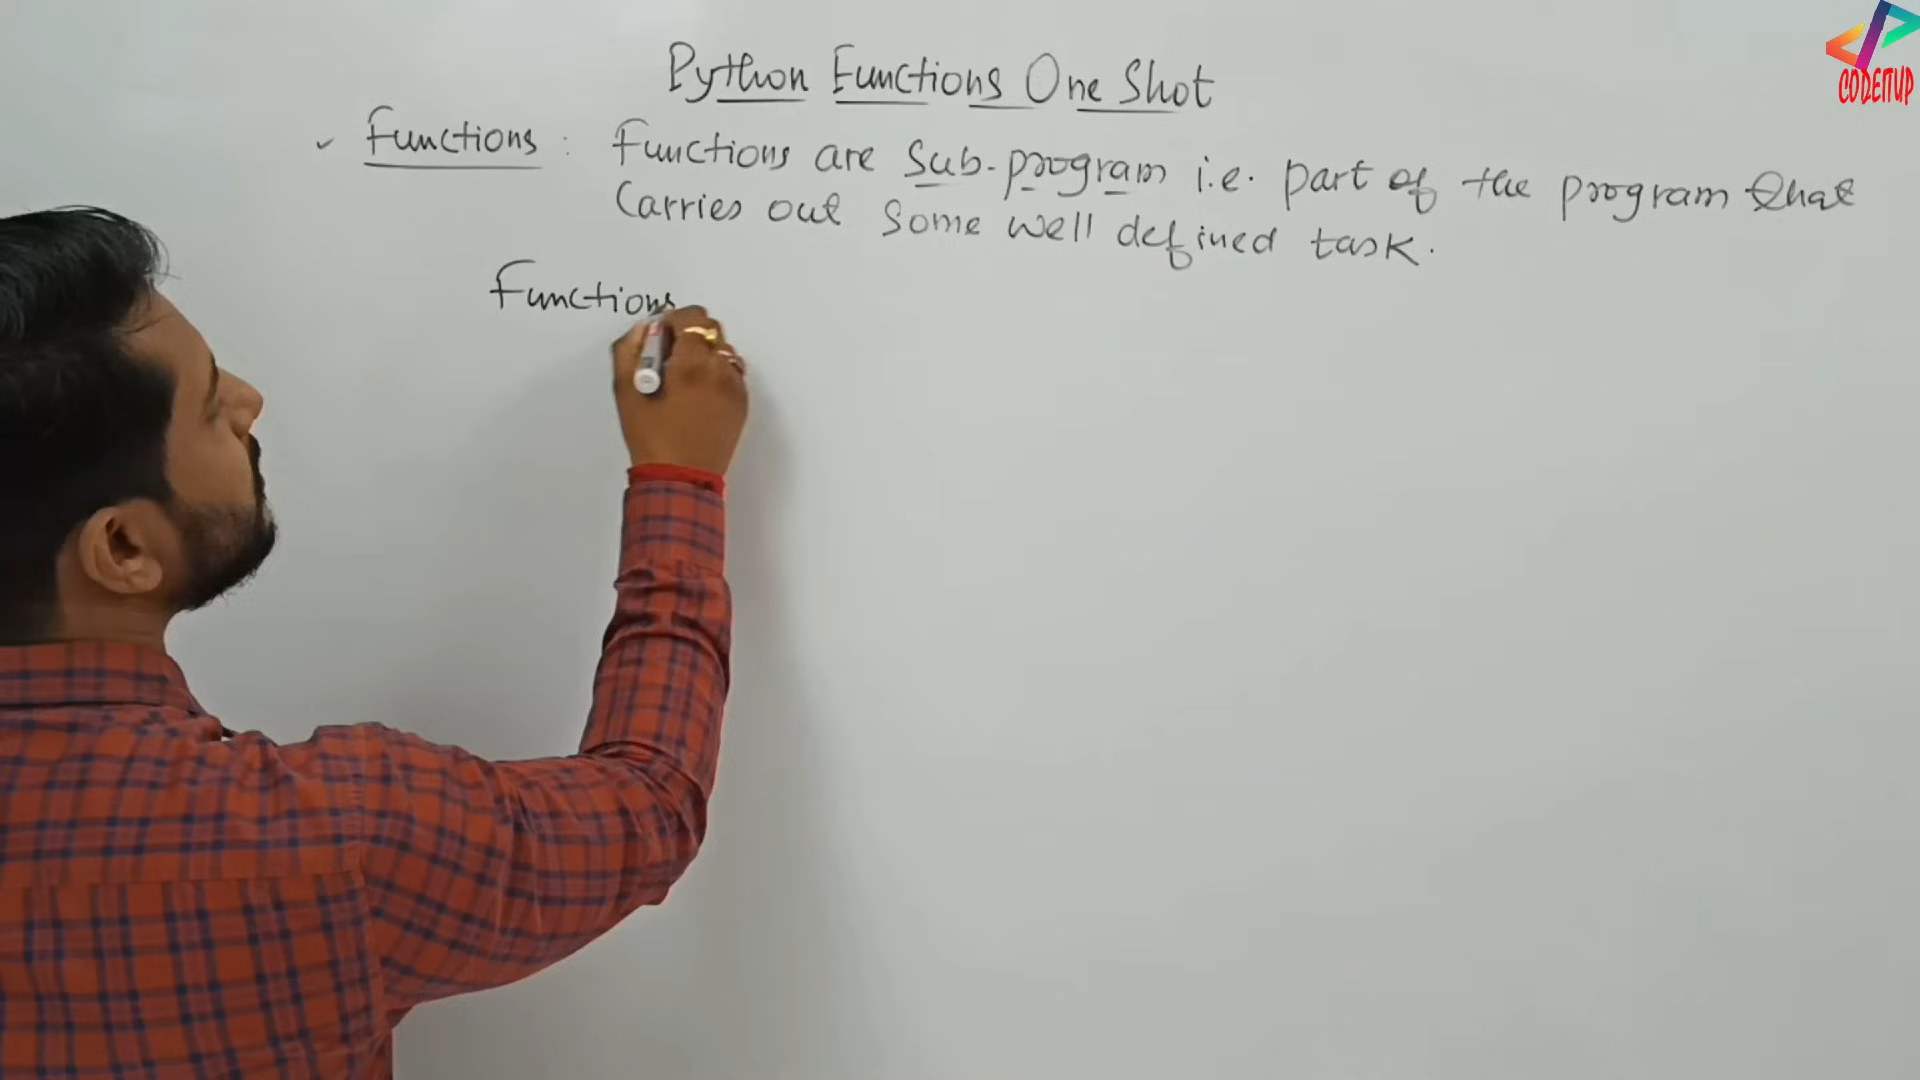 Python Functions One Shot
CODEITUP
✓ Functions : Functions are Sub-program i.e. part of the program that
Carries out some well defined task.
Functions